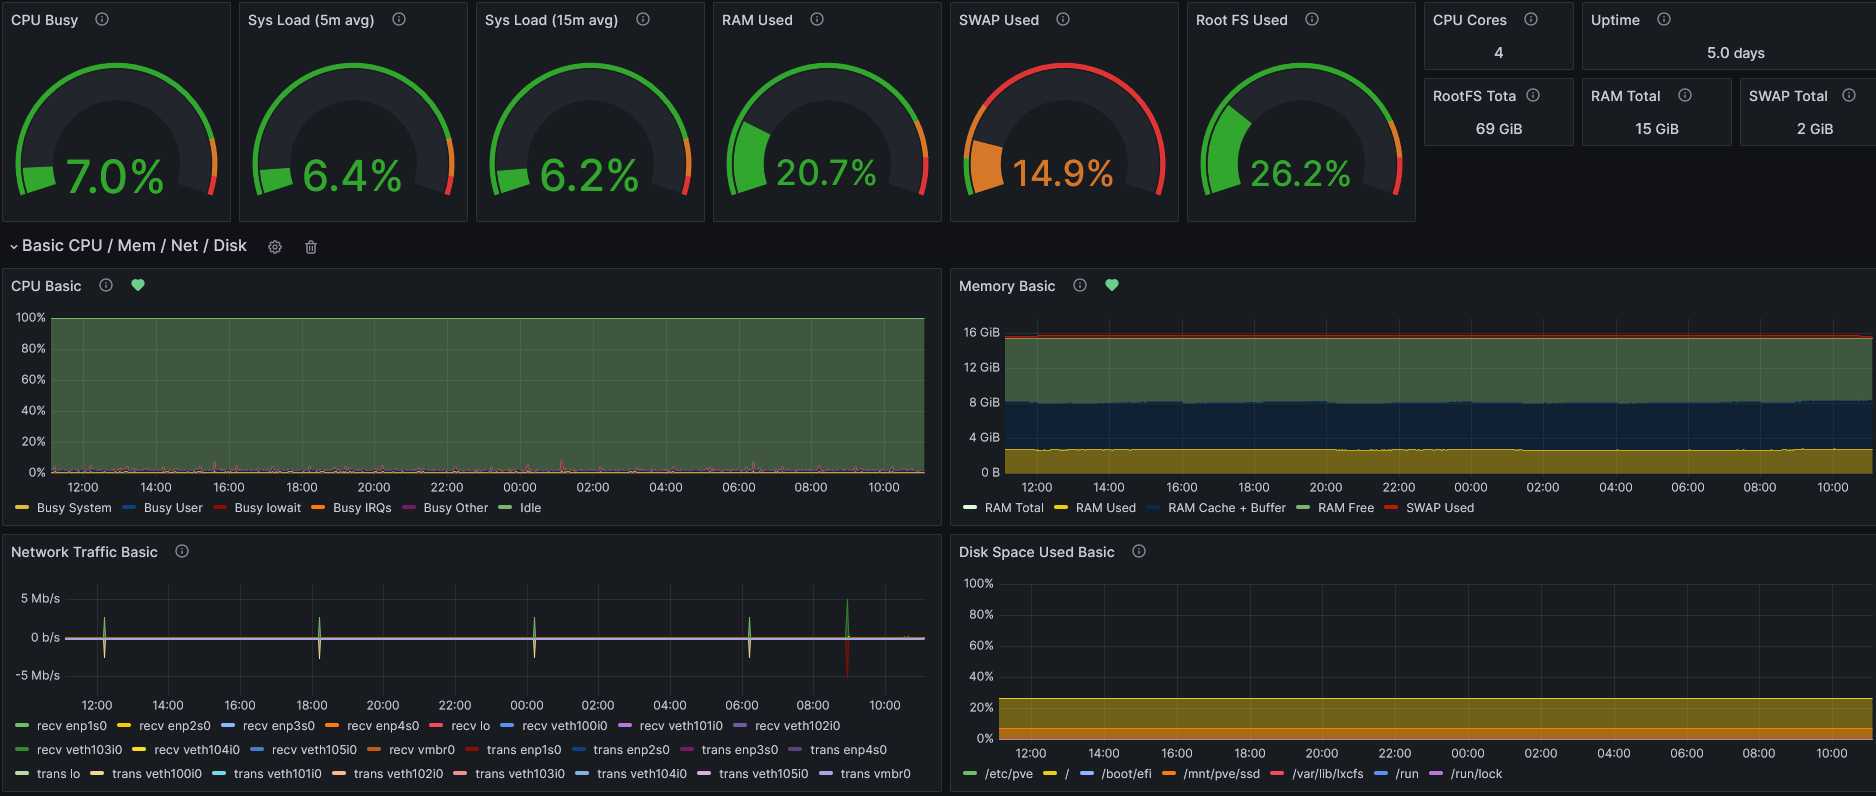 CPU Busy
Sys Load (5m avg)
Sys Load (15m avg)
RAM Used
SWAP Used
Root FS Used
CPU Cores
Uptime
4
5.0 days
RootFS Tota
RAM Total
SWAP Total
69 GiB
15 GiB
2 GiB
7.0%
6.4%
6.2%
20.7%
14.9%
26.2%
Basic CPU / Mem / Net / Disk
CPU Basic
100%
80%
60%
40%
20%
0%
12:00 14:00 16:00 18:00 20:00 22:00 00:00 02:00 04:00 06:00 08:00 10:00
Busy System Busy User Busy Iowait Busy IRQs Busy Other Idle
Memory Basic
16 GiB
12 GiB
8 GiB
4 GiB
0 B
12:00 14:00 16:00 18:00 20:00 22:00 00:00 02:00 04:00 06:00 08:00 10:00
RAM Total RAM Used RAM Cache + Buffer RAM Free SWAP Used
Network Traffic Basic
5 Mb/s
0 b/s
-5 Mb/s
12:00 14:00 16:00 18:00 20:00 22:00 00:00 02:00 04:00 06:00 08:00 10:00
recv enp1s0 recv enp2s0 recv enp3s0 recv enp4s0 recv lo recv veth100i0 recv veth101i0 recv veth102i0
recv veth103i0 recv veth104i0 recv veth105i0 recv vmbr0 trans enp1s0 trans enp2s0 trans enp3s0 trans enp4s0
trans lo trans veth100i0 trans veth101i0 trans veth102i0 trans veth103i0 trans veth104i0 trans veth105i0 trans vmbr0
Disk Space Used Basic
100%
80%
60%
40%
20%
0%
12:00 14:00 16:00 18:00 20:00 22:00 00:00 02:00 04:00 06:00 08:00 10:00
/etc/pve / /boot/efi /mnt/pve/ssd /var/lib/lxcfs /run /run/lock